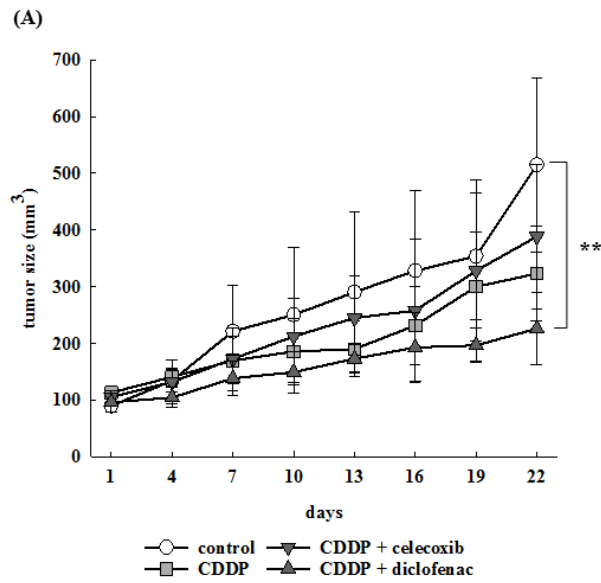 (A)
700
600
500
400
300
200
100
0
tumor size (mm3)
**
1 4 7 10 13 16 19 22
days
control CDDP + celecoxib
CDDP CDDP + diclofenac